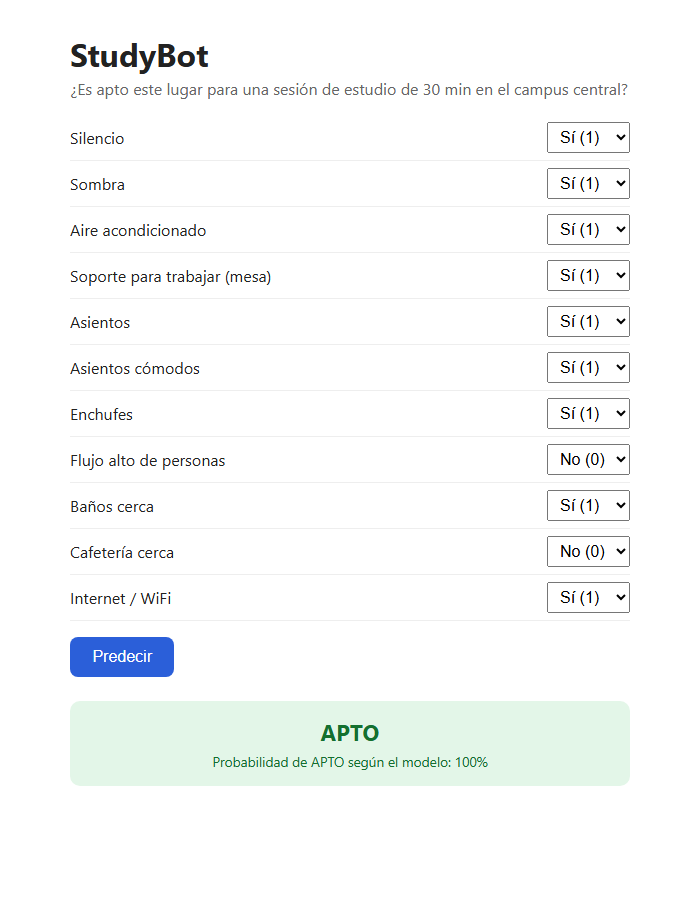 StudyBot
¿Es apto este lugar para una sesión de estudio de 30 min en el campus central?
Silencio Sí (1)
Sombra Sí (1)
Aire acondicionado Sí (1)
Soporte para trabajar (mesa) Sí (1)
Asientos Sí (1)
Asientos cómodos Sí (1)
Enchufes Sí (1)
Flujo alto de personas No (0)
Baños cerca Sí (1)
Cafetería cerca No (0)
Internet / WiFi Sí (1)
Predecir
APTO
Probabilidad de APTO según el modelo: 100%